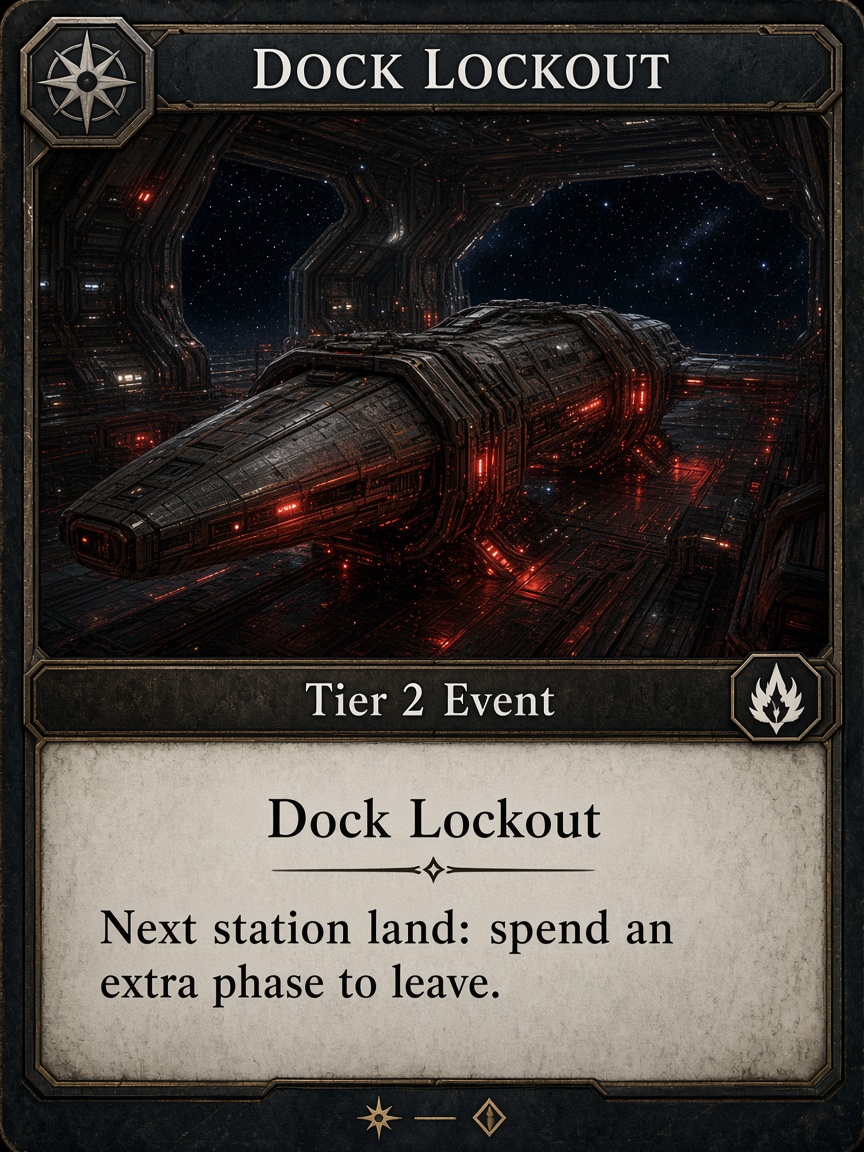 DOCK LOCKOUT
Tier 2 Event
Dock Lockout
Next station land: spend an
extra phase to leave.